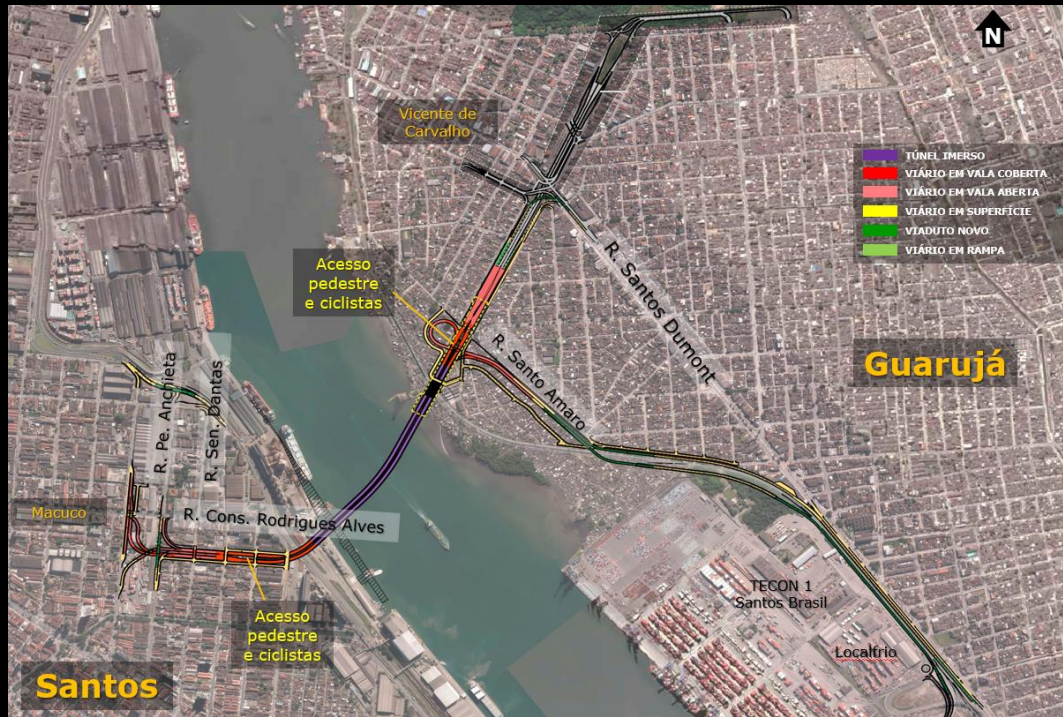 N
Vicente de
Carvalho
TÚNEL IMERSO
VIÁRIO EM VALA COBERTA
VIÁRIO EM VALA ABERTA
VIÁRIO EM SUPERFÍCIE
VIADUTO NOVO
VIÁRIO EM RAMPA
Acesso
pedestre
e ciclistas
R. Santos Dumont
R. Santo Amaro
Guarujá
R. Pe. Anchieta
R. Sen. Dantas
Macuco
R. Cons. Rodrigues Alves
TECON 1
Santos Brasil
Acesso
pedestre
e ciclistas
Localfrio
Santos